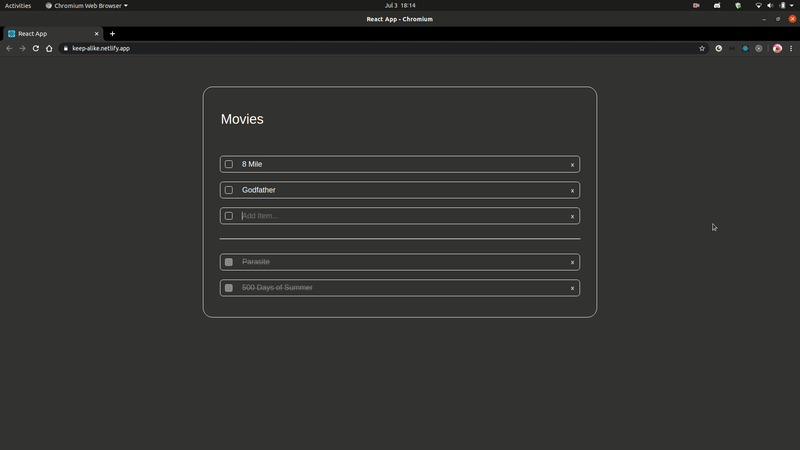 Activities Chromium Web Browser Jul 3 18:14
React App - Chromium
React App
keep-alike.netlify.app
Movies
8 Mile x
Godfather x
Add Item... x
Parasite x
500 Days of Summer x